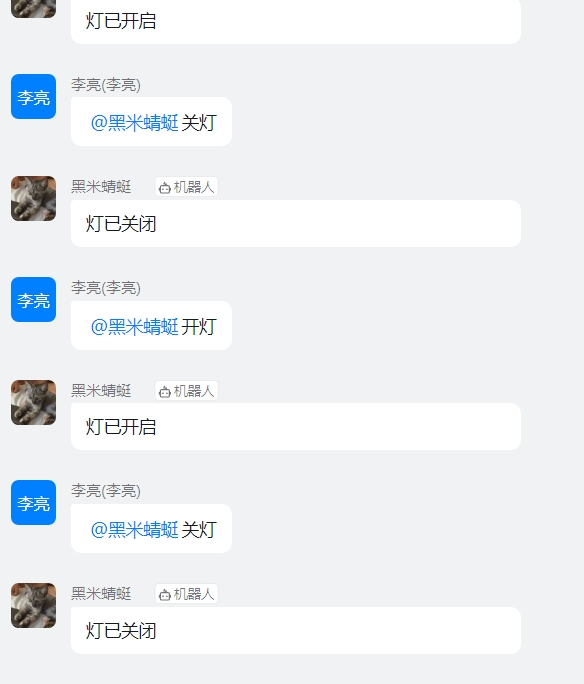 灯已开启
李亮
李亮(李亮)
@黑米蜻蜓 关灯
黑米蜻蜓 机器人
灯已关闭
李亮
李亮(李亮)
@黑米蜻蜓 开灯
黑米蜻蜓 机器人
灯已开启
李亮
李亮(李亮)
@黑米蜻蜓 关灯
黑米蜻蜓 机器人
灯已关闭